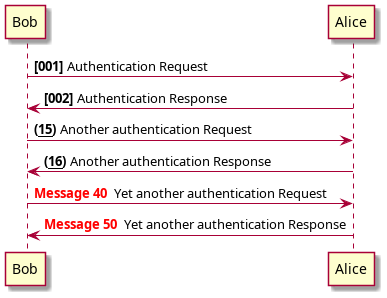 Bob Alice
[001] Authentication Request
[002] Authentication Response
(15) Another authentication Request
(16) Another authentication Response
Message 40 Yet another authentication Request
Message 50 Yet another authentication Response
Bob Alice